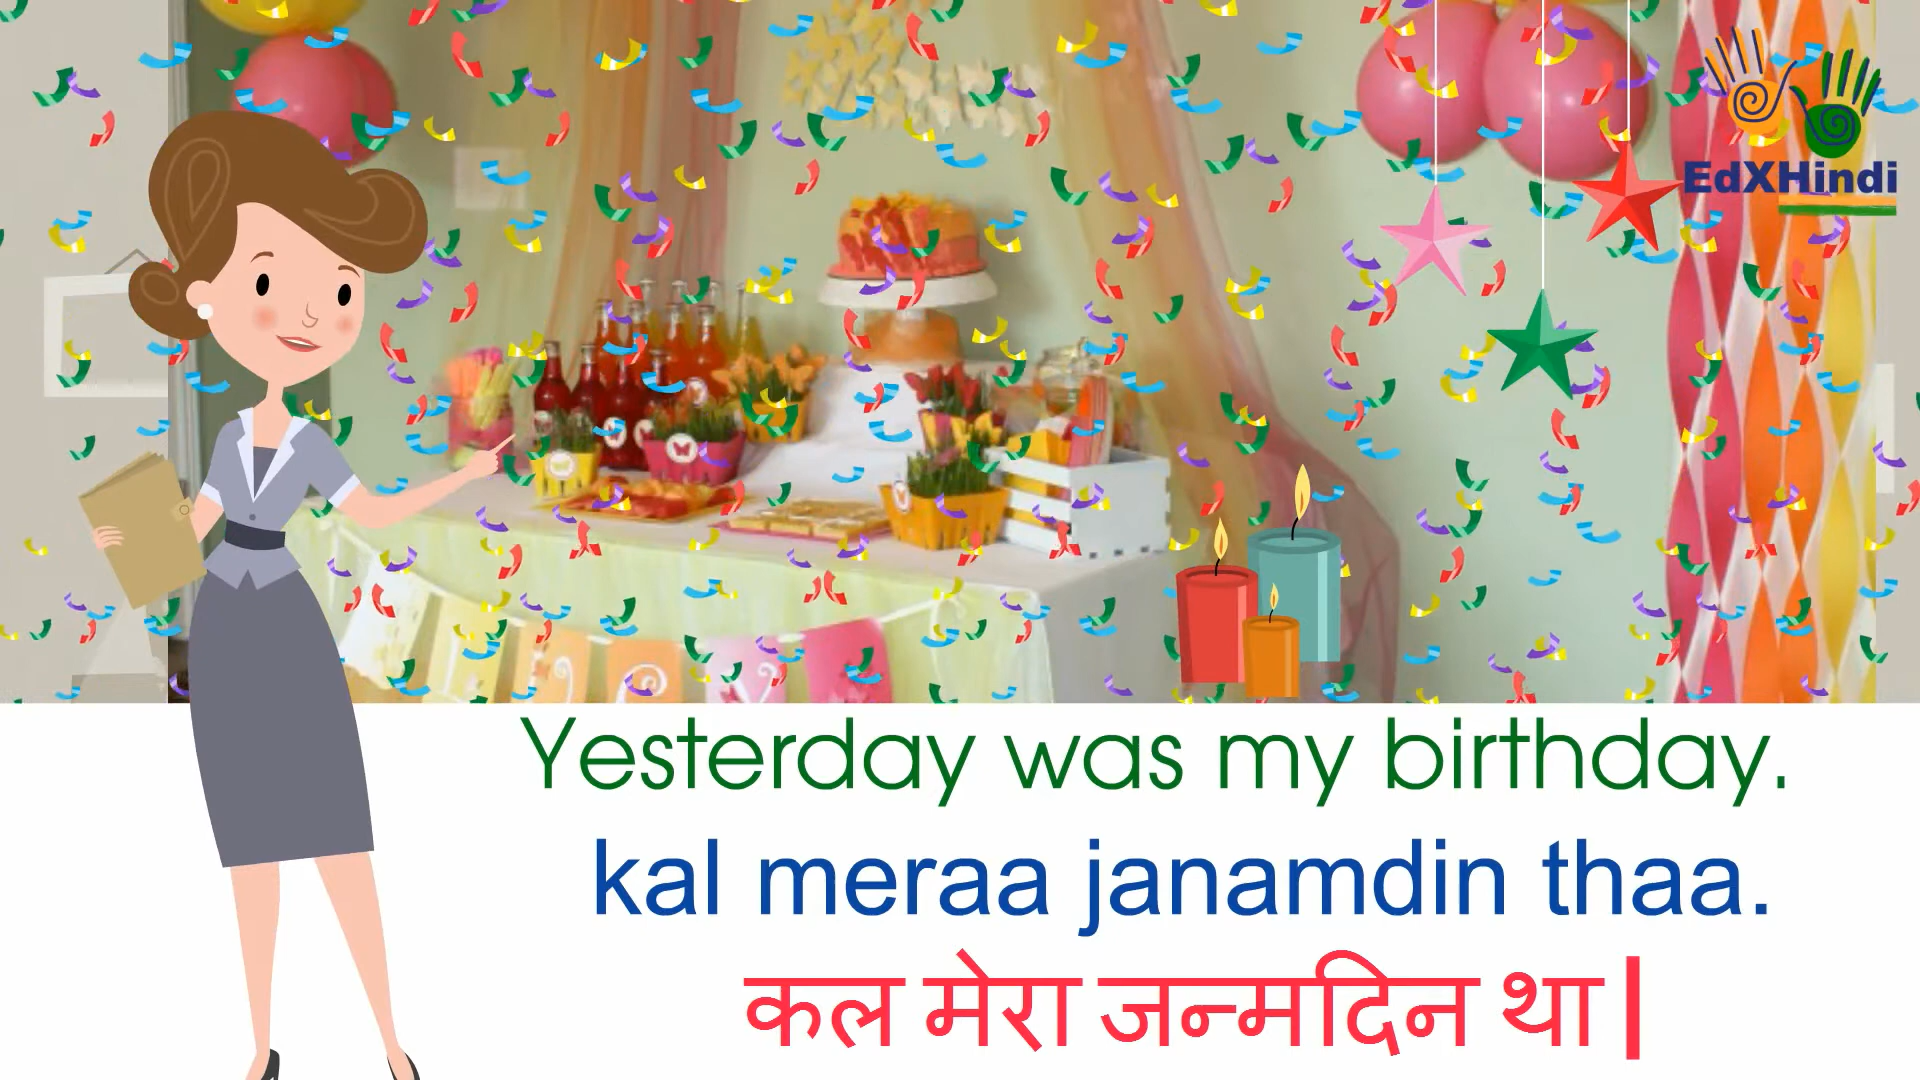 EdXHindi
Yesterday was my birthday.
kal meraa janamdin thaa.
कल मेरा जन्मदिन था|